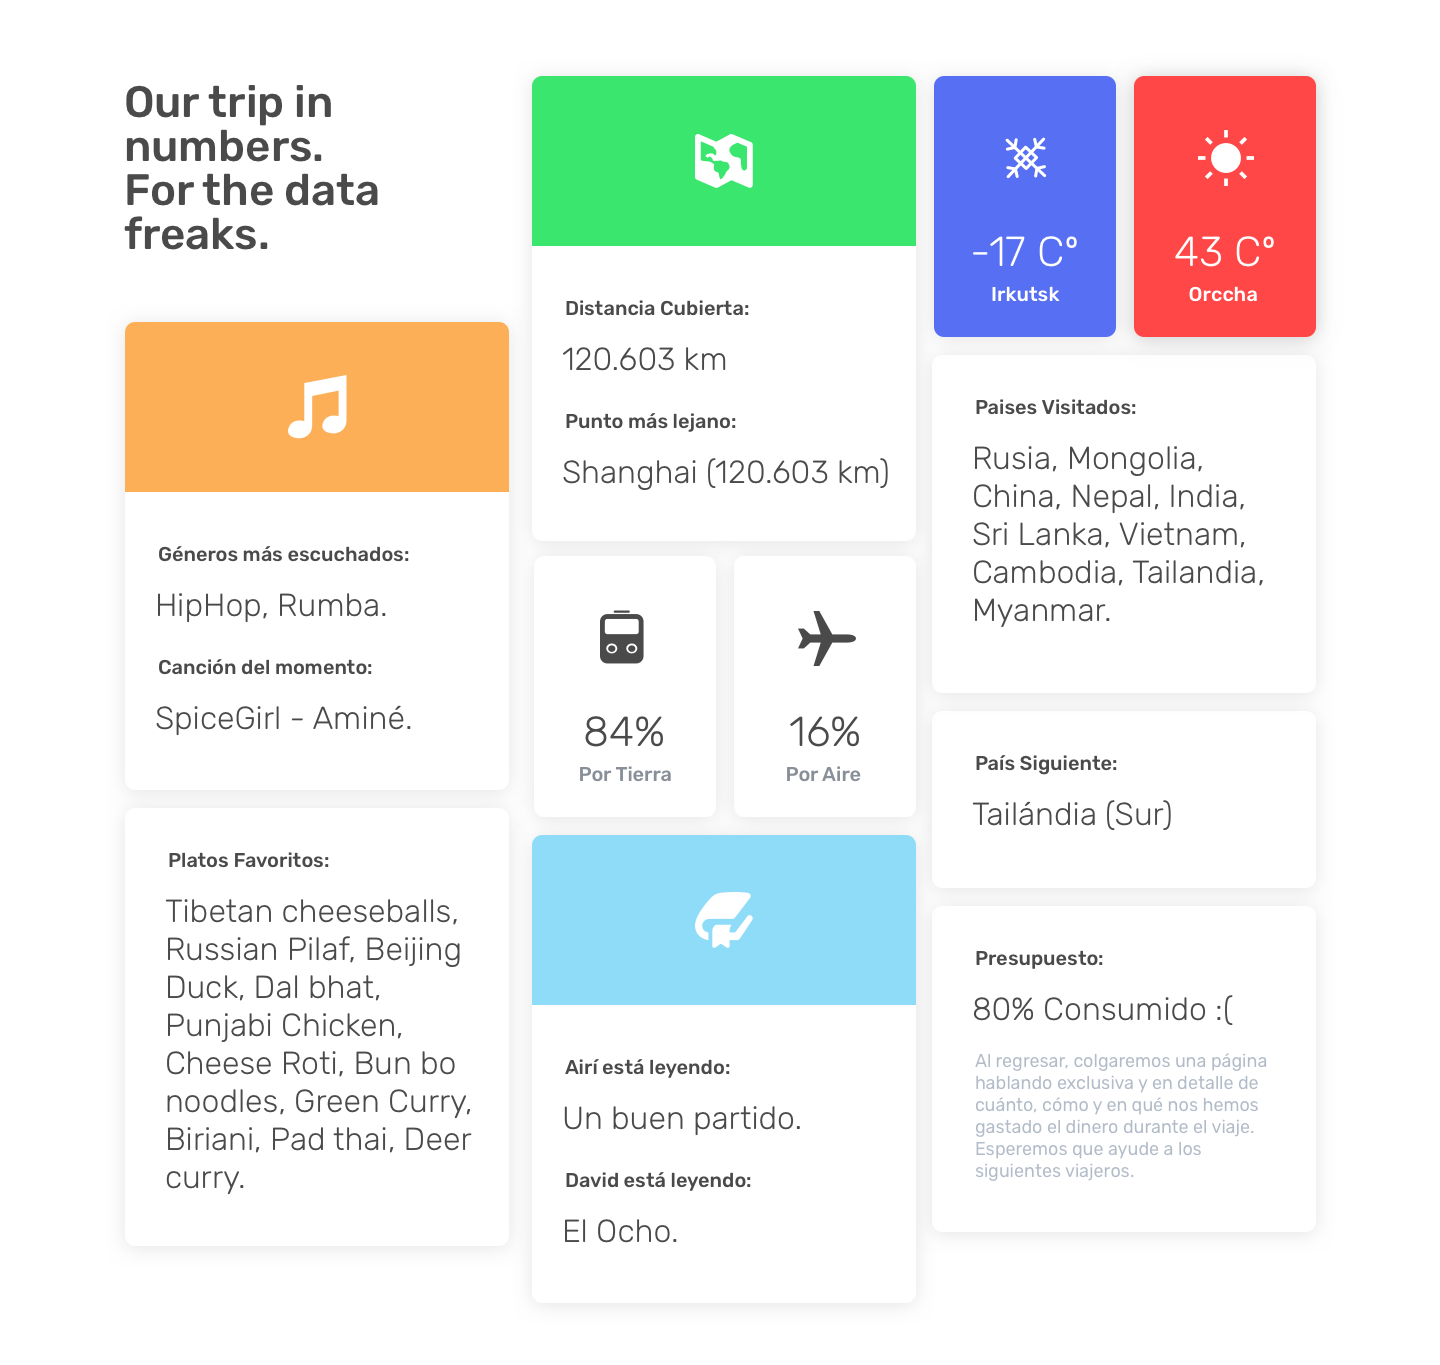 Our trip in
numbers.
For the data
freaks.
Géneros más escuchados:
HipHop, Rumba.
Canción del momento:
SpiceGirl - Aminé.
Platos Favoritos:
Tibetan cheeseballs,
Russian Pilaf, Beijing
Duck, Dal bhat,
Punjabi Chicken,
Cheese Roti, Bun bo
noodles, Green Curry,
Biriani, Pad thai, Deer
curry.
Distancia Cubierta:
120.603 km
Punto más lejano:
Shanghai (120.603 km)
84%
Por Tierra
16%
Por Aire
Airí está leyendo:
Un buen partido.
David está leyendo:
El Ocho.
-17 Cº
Irkutsk
43 Cº
Orccha
Paises Visitados:
Rusia, Mongolia,
China, Nepal, India,
Sri Lanka, Vietnam,
Cambodia, Tailandia,
Myanmar.
País Siguiente:
Tailándia (Sur)
Presupuesto:
80% Consumido :(
Al regresar, colgaremos una página
hablando exclusiva y en detalle de
cuánto, cómo y en qué nos hemos
gastado el dinero durante el viaje.
Esperemos que ayude a los
siguientes viajeros.